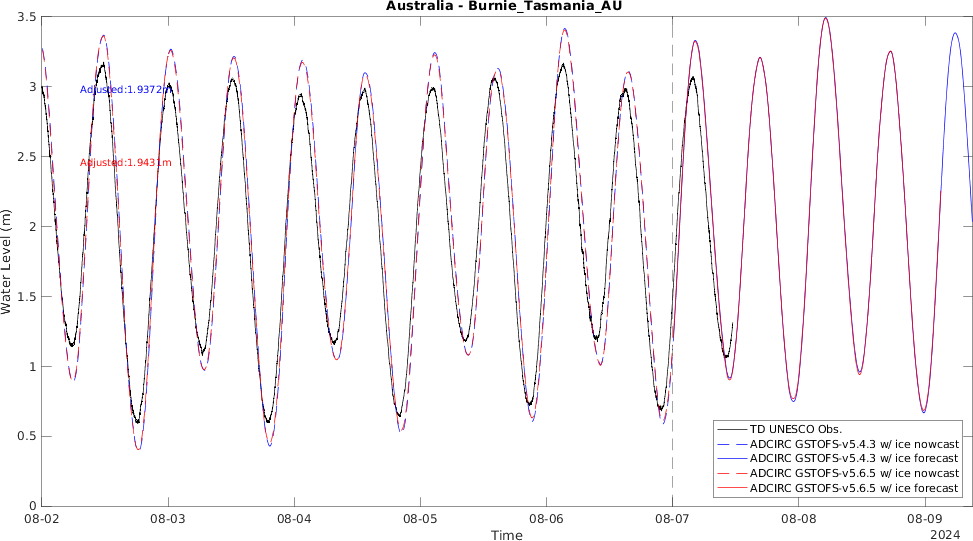 Australia - Burnie_Tasmania_AU
3.5
3
2.5
2
1.5
1
0.5
0
Water Level (m)
Adjusted:1.9372m
Adjusted:1.9431m
TD UNESCO Obs.
ADCIRC GSTOFS-v5.4.3 w/ ice nowcast
ADCIRC GSTOFS-v5.4.3 w/ ice forecast
ADCIRC GSTOFS-v5.6.5 w/ ice nowcast
ADCIRC GSTOFS-v5.6.5 w/ ice forecast
08-02 08-03 08-04 08-05 08-06 08-07 08-08 08-09
Time
2024